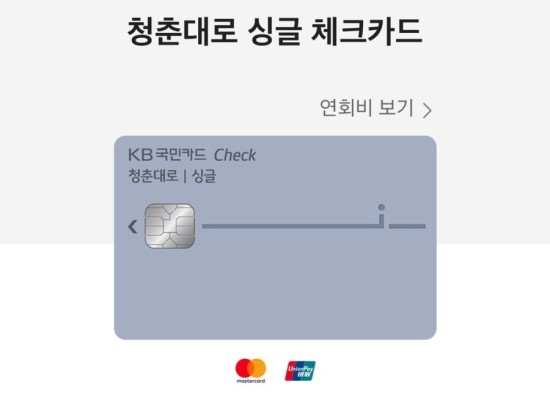 청춘대로 싱글 체크카드
연회비 보기
KB국민카드 Check
청춘대로 | 싱글
mastercard
UnionPay
银联